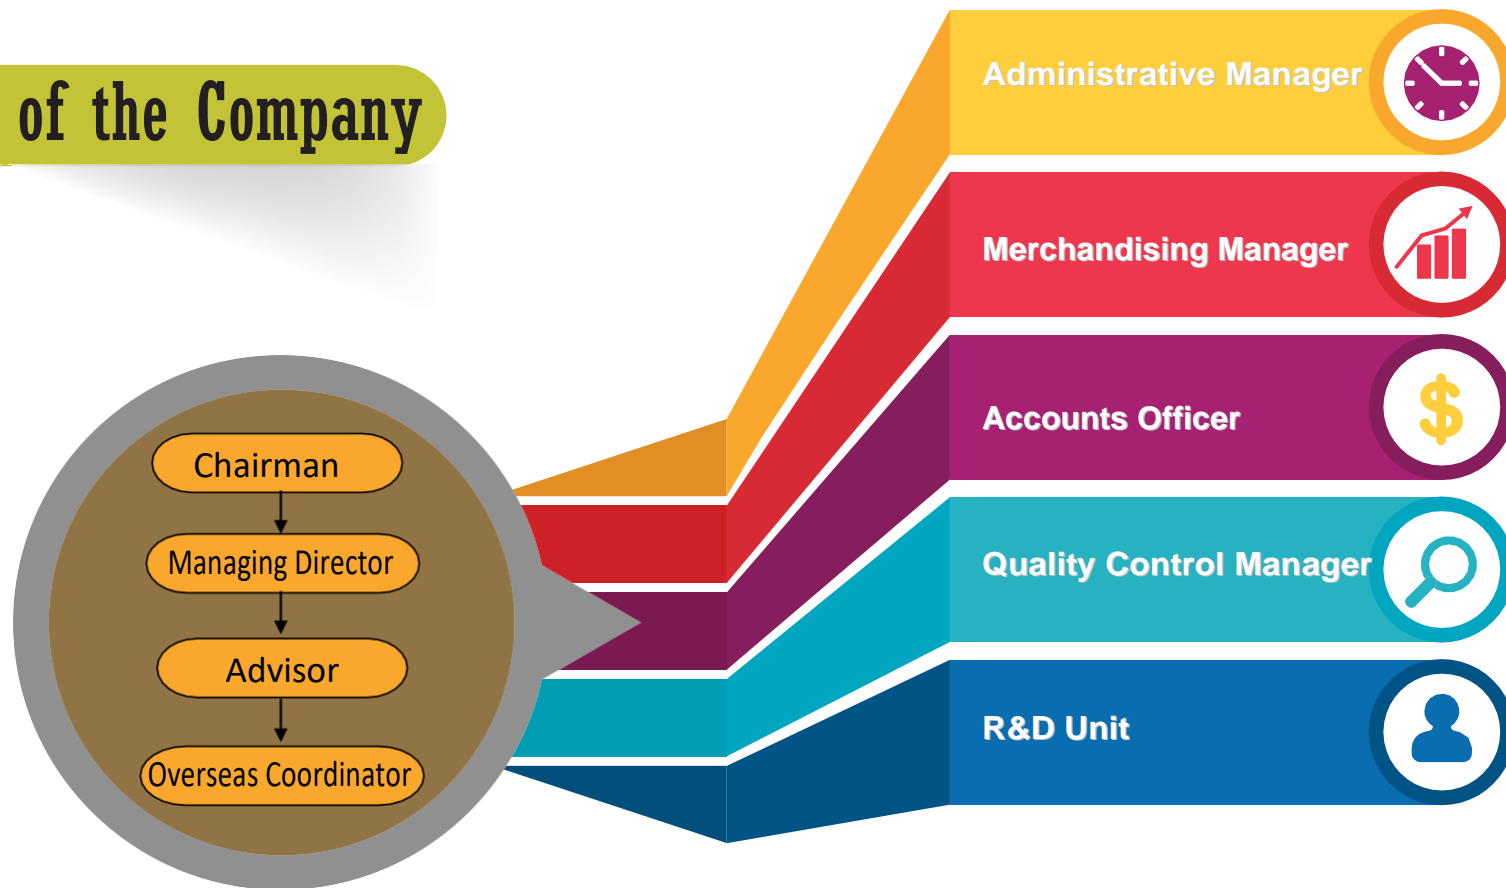 of the Company
Chairman
Managing Director
Advisor
Overseas Coordinator
Administrative Manager
Merchandising Manager
Accounts Officer
$
Quality Control Manager
R&D Unit